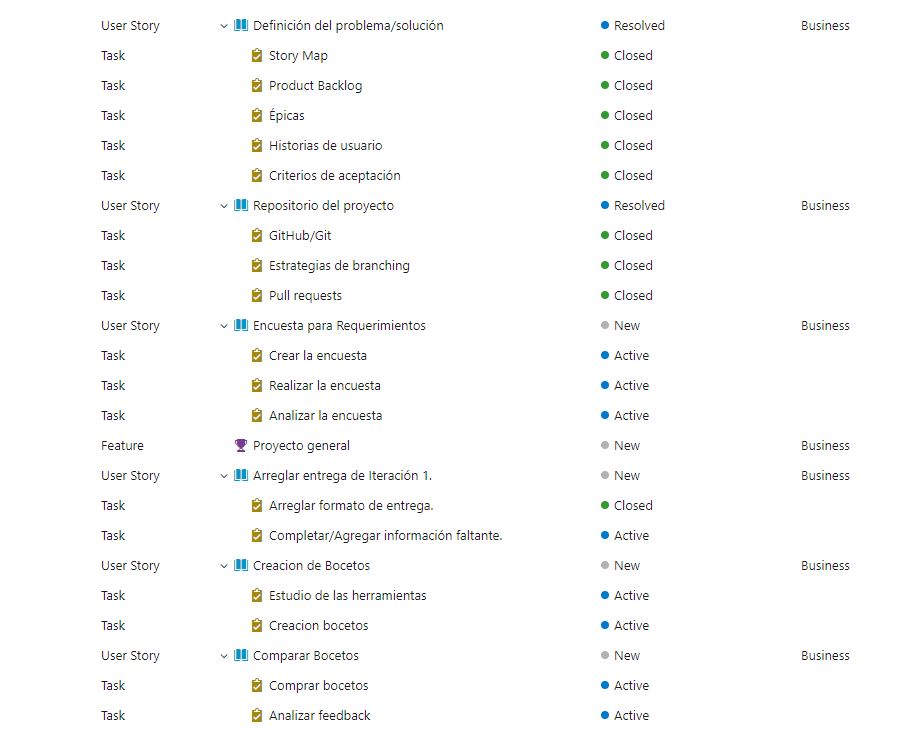 User Story Definición del problema/solución Resolved Business
Task Story Map Closed
Task Product Backlog Closed
Task Épicas Closed
Task Historias de usuario Closed
Task Criterios de aceptación Closed
User Story Repositorio del proyecto Resolved Business
Task GitHub/Git Closed
Task Estrategias de branching Closed
Task Pull requests Closed
User Story Encuesta para Requerimientos New Business
Task Crear la encuesta Active
Task Realizar la encuesta Active
Task Analizar la encuesta Active
Feature Proyecto general New Business
User Story Arreglar entrega de Iteración 1. New Business
Task Arreglar formato de entrega. Closed
Task Completar/Agregar información faltante. Active
User Story Creacion de Bocetos New Business
Task Estudio de las herramientas Active
Task Creacion bocetos Active
User Story Comparar Bocetos New Business
Task Comprar bocetos Active
Task Analizar feedback Active